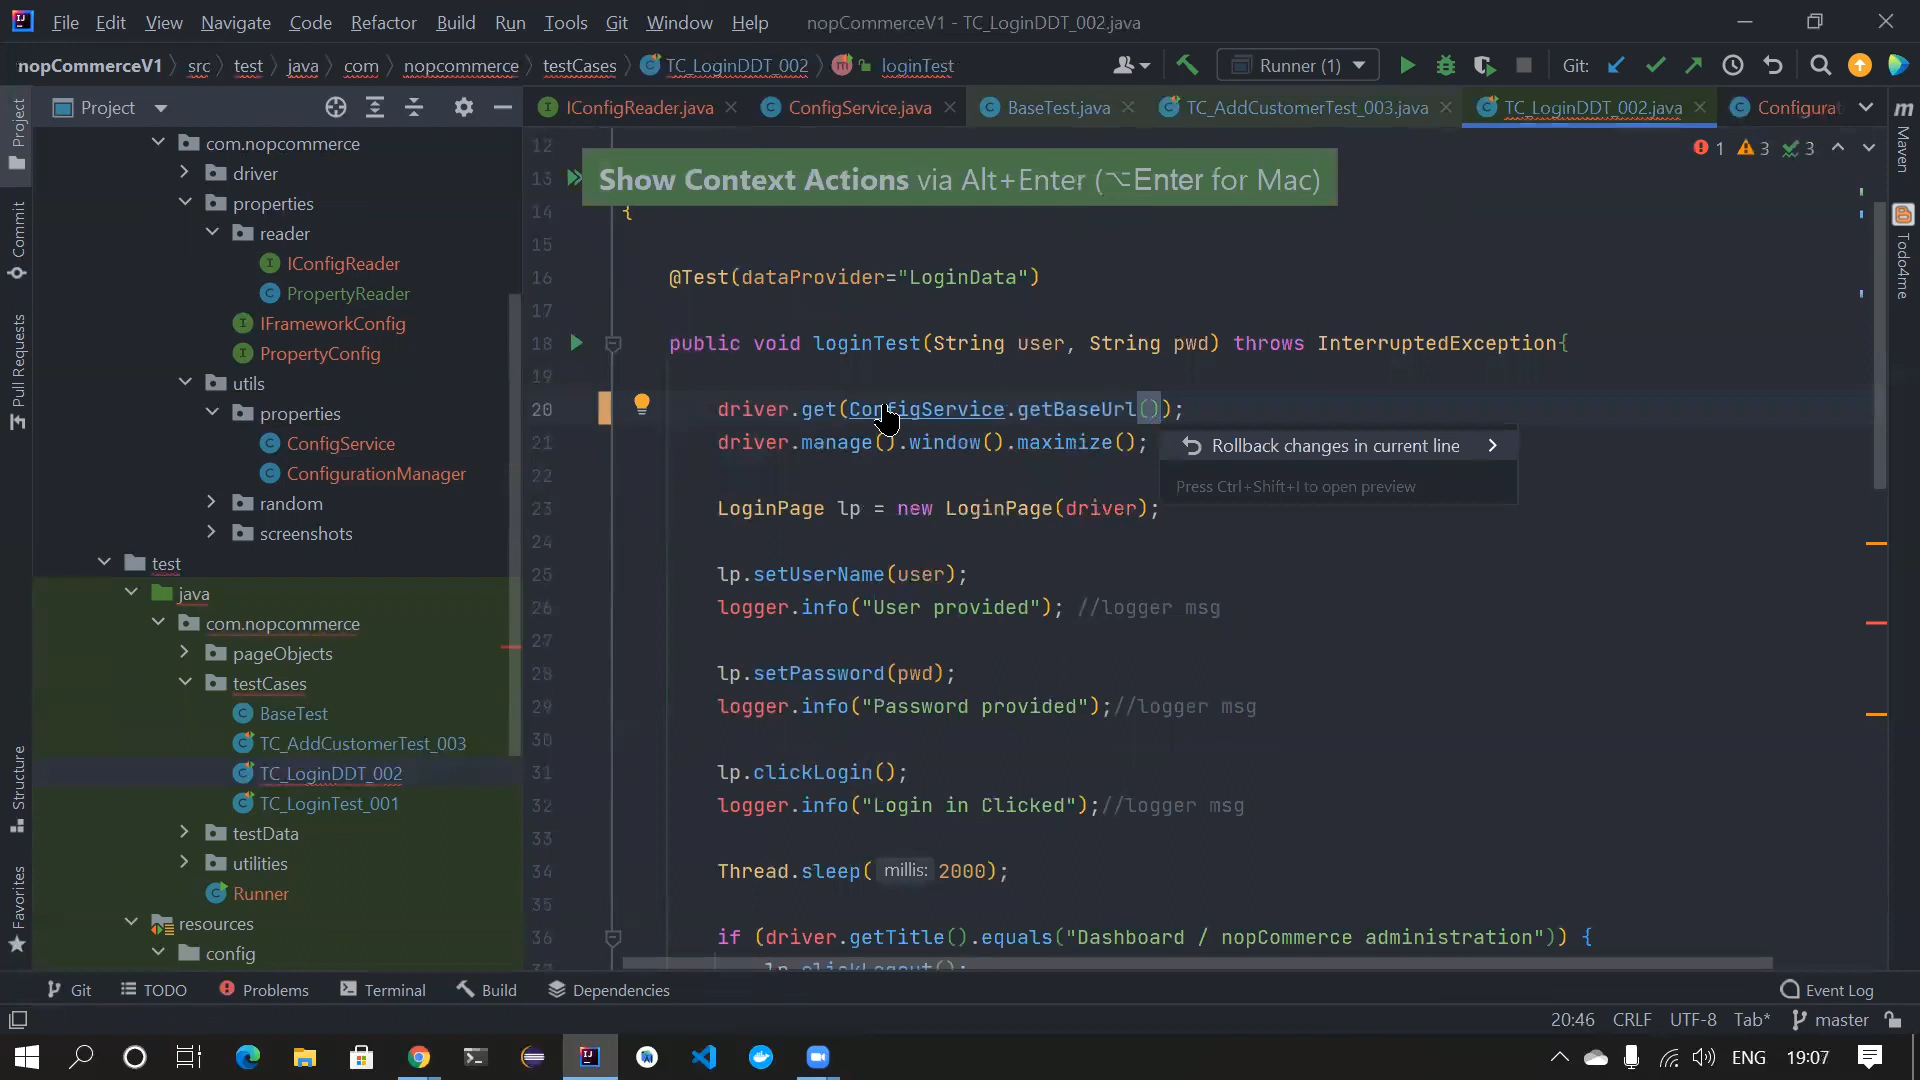 File Edit View Navigate Code Refactor Build Run Tools Git Window Help nopCommerceV1 - TC_LoginDDT_002.java
nopCommerceV1 src test java com nopcommerce testCases TC_LoginDDT_002 loginTest Runner (1) Git:
Project
IConfigReader.java ConfigService.java BaseTest.java TC_AddCustomerTest_003.java TC_LoginDDT_002.java Configurat
Project
Commit
Pull Requests
Structure
Favorites
com.nopcommerce
driver
properties
reader
IConfigReader
PropertyReader
IFrameworkConfig
PropertyConfig
utils
properties
ConfigService
ConfigurationManager
random
screenshots
test
java
com.nopcommerce
pageObjects
testCases
BaseTest
TC_AddCustomerTest_003
TC_LoginDDT_002
TC_LoginTest_001
testData
utilities
Runner
resources
config
1 3 3
Show Context Actions via Alt+Enter (⌥Enter for Mac)
12
13
14 {
15
16 @Test(dataProvider="LoginData")
17
18 public void loginTest(String user, String pwd) throws InterruptedException{
19
20 driver.get(ConfigService.getBaseUrl());
21 driver.manage().window().maximize();
Rollback changes in current line
Press Ctrl+Shift+I to open preview
22
23 LoginPage lp = new LoginPage(driver);
24
25 lp.setUserName(user);
26 logger.info("User provided"); //logger msg
27
28 lp.setPassword(pwd);
29 logger.info("Password provided");//logger msg
30
31 lp.clickLogin();
32 logger.info("Login in Clicked");//logger msg
33
34 Thread.sleep( millis: 2000);
35
36 if (driver.getTitle().equals("Dashboard / nopCommerce administration")) {
37 lp.clickLogout();
m
Maven
Todo4me
Git TODO Problems Terminal Build Dependencies Event Log
20:46 CRLF UTF-8 Tab* master
ENG 19:07